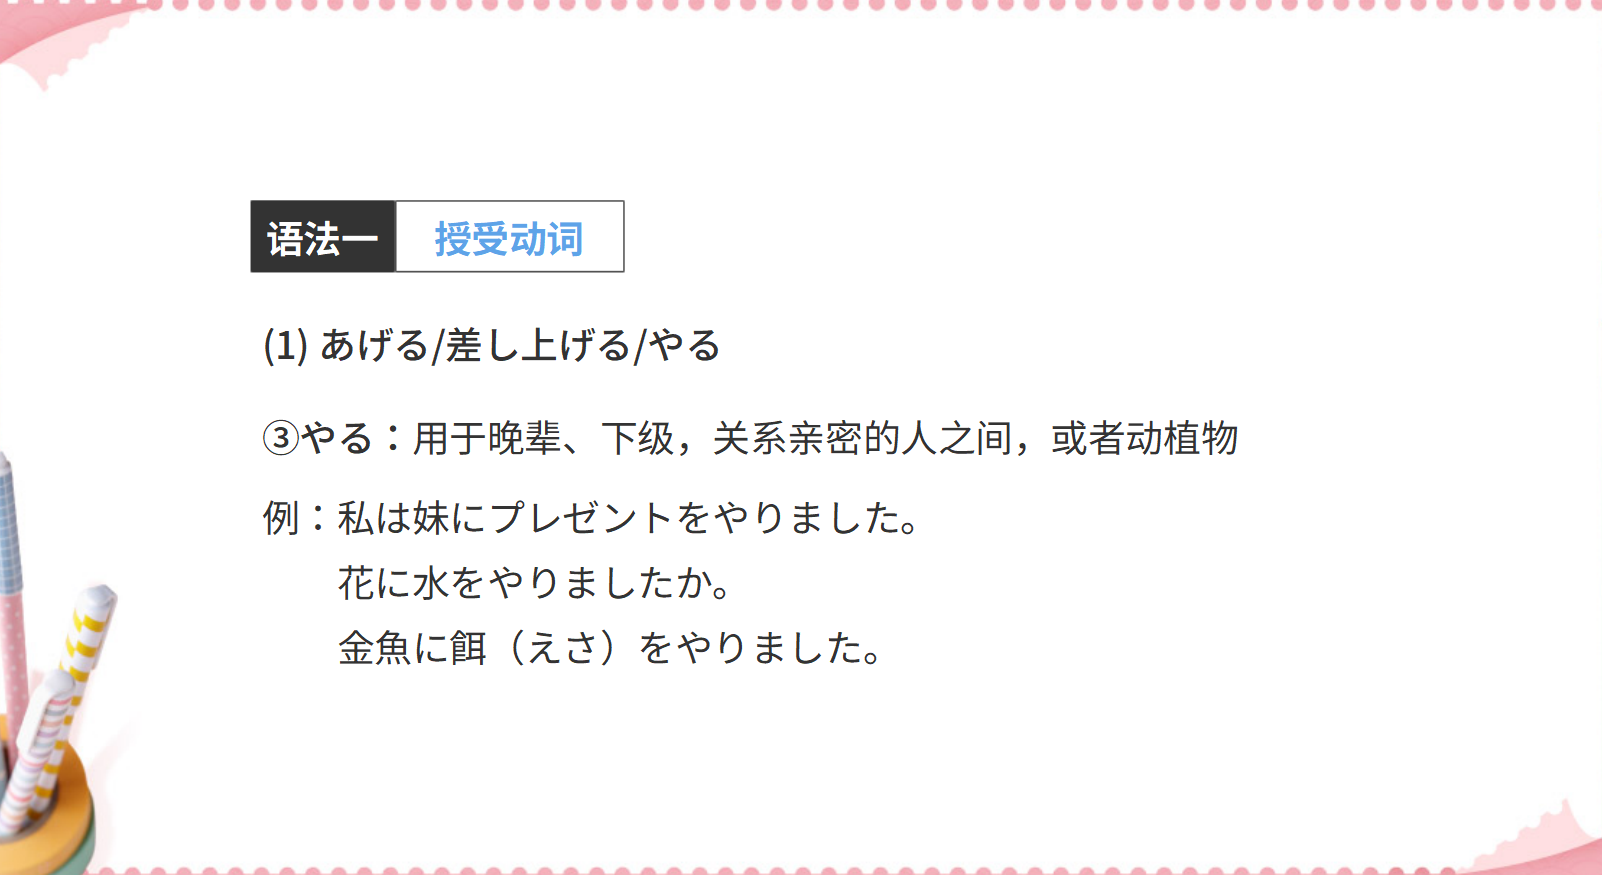 语法一 授受动词
(1) あげる/差し上げる/やる
③やる：用于晚辈、下级，关系亲密的人之间，或者动植物
例：私は妹にプレゼントをやりました。
花に水をやりましたか。
金魚に餌（えさ）をやりました。